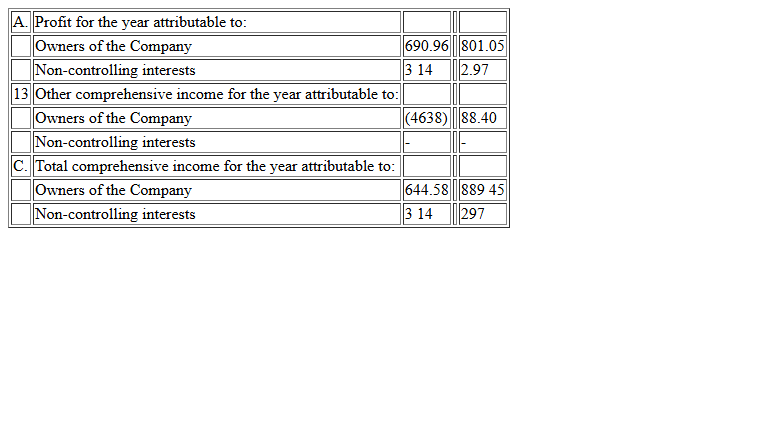 A. Profit for the year attributable to:
Owners of the Company 690.96 801.05
Non-controlling interests 3 14 2.97
13 Other comprehensive income for the year attributable to:
Owners of the Company (4638) 88.40
Non-controlling interests - -
C. Total comprehensive income for the year attributable to:
Owners of the Company 644.58 889 45
Non-controlling interests 3 14 297